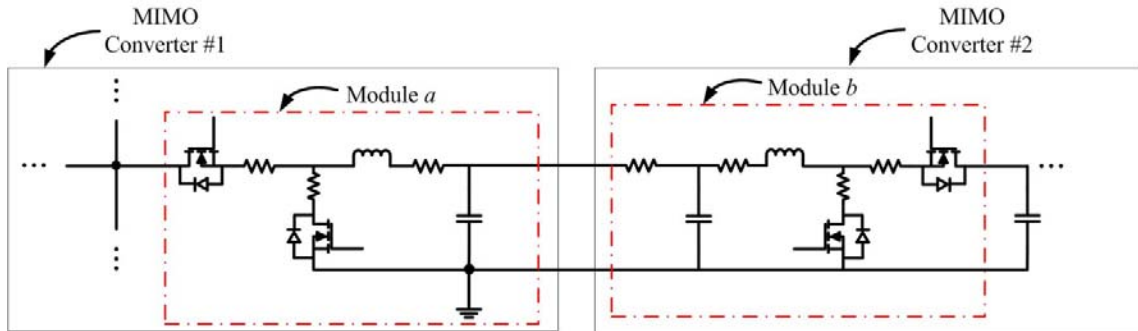 MIMO
Converter #1
MIMO
Converter #2
Module a
Module b